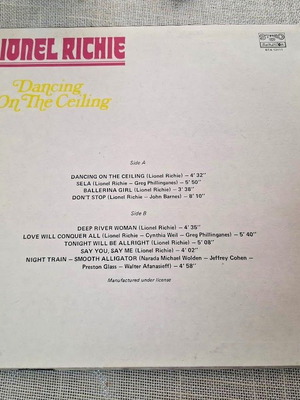 LIONEL RICHIE
Dancing
On The Ceiling
STEREO
Balkanton
Side A
DANCING ON THE CEILING (Lionel Richie) – 4' 32"
SELA (Lionel Richie – Greg Phillinganes) – 5' 50"
BALLERINA GIRL (Lionel Richie) – 3' 38"
DON'T STOP (Lionel Richie – John Barnes) – 8' 10"
Side B
DEEP RIVER WOMAN (Lionel Richie) – 4' 35"
LOVE WILL CONQUER ALL (Lionel Richie – Cynthia Weil – Greg Phillinganes) – 5' 40"
TONIGHT WILL BE ALLRIGHT (Lionel Richie) – 5' 08"
SAY YOU, SAY ME (Lionel Richie) – 4' 02"
NIGHT TRAIN – SMOOTH ALLIGATOR (Narada Michael Wolden – Jeffrey Cohen –
Preston Glass – Walter Afanasieff) – 4' 58"
Manufactured under license